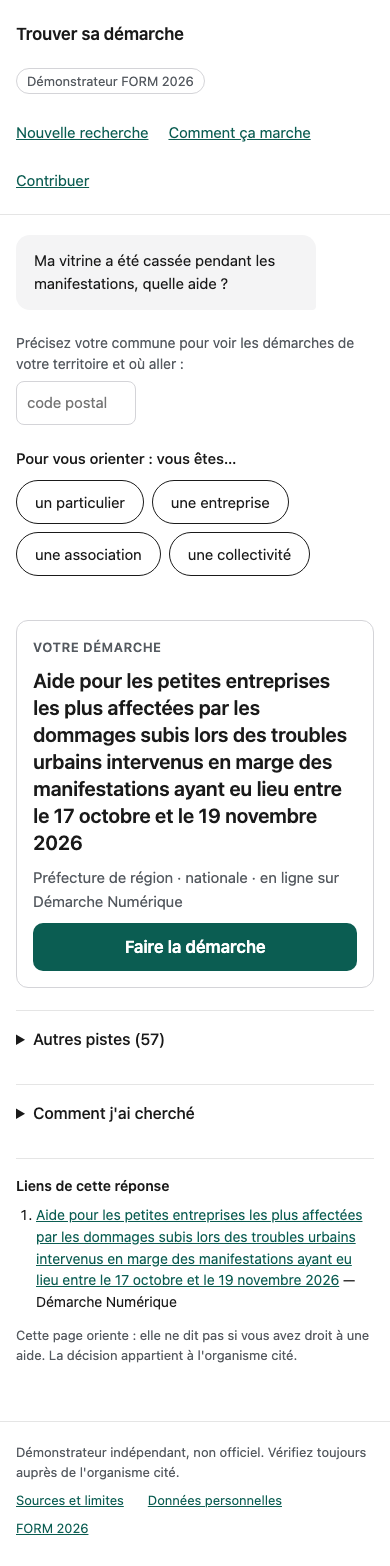 Trouver sa démarche
Démonstrateur FORM 2026
Nouvelle recherche Comment ça marche
Contribuer
Ma vitrine a été cassée pendant les
manifestations, quelle aide ?
Précisez votre commune pour voir les démarches de
votre territoire et où aller :
code postal
Pour vous orienter : vous êtes...
un particulier une entreprise
une association une collectivité
VOTRE DÉMARCHE
Aide pour les petites entreprises
les plus affectées par les
dommages subis lors des troubles
urbains intervenus en marge des
manifestations ayant eu lieu entre
le 17 octobre et le 19 novembre
2026
Préfecture de région · nationale · en ligne sur
Démarche Numérique
Faire la démarche
Autres pistes (57)
Comment j'ai cherché
Liens de cette réponse
1. Aide pour les petites entreprises les plus affectées
par les dommages subis lors des troubles urbains
intervenus en marge des manifestations ayant eu
lieu entre le 17 octobre et le 19 novembre 2026 —
Démarche Numérique
Cette page oriente : elle ne dit pas si vous avez droit à une
aide. La décision appartient à l'organisme cité.
Démonstrateur indépendant, non officiel. Vérifiez toujours
auprès de l'organisme cité.
Sources et limites Données personnelles
FORM 2026